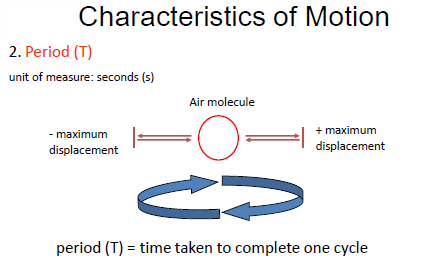 Characteristics of Motion
2. Period (T)
unit of measure: seconds (s)
Air molecule
- maximum
displacement
+ maximum
displacement
period (T) = time taken to complete one cycle